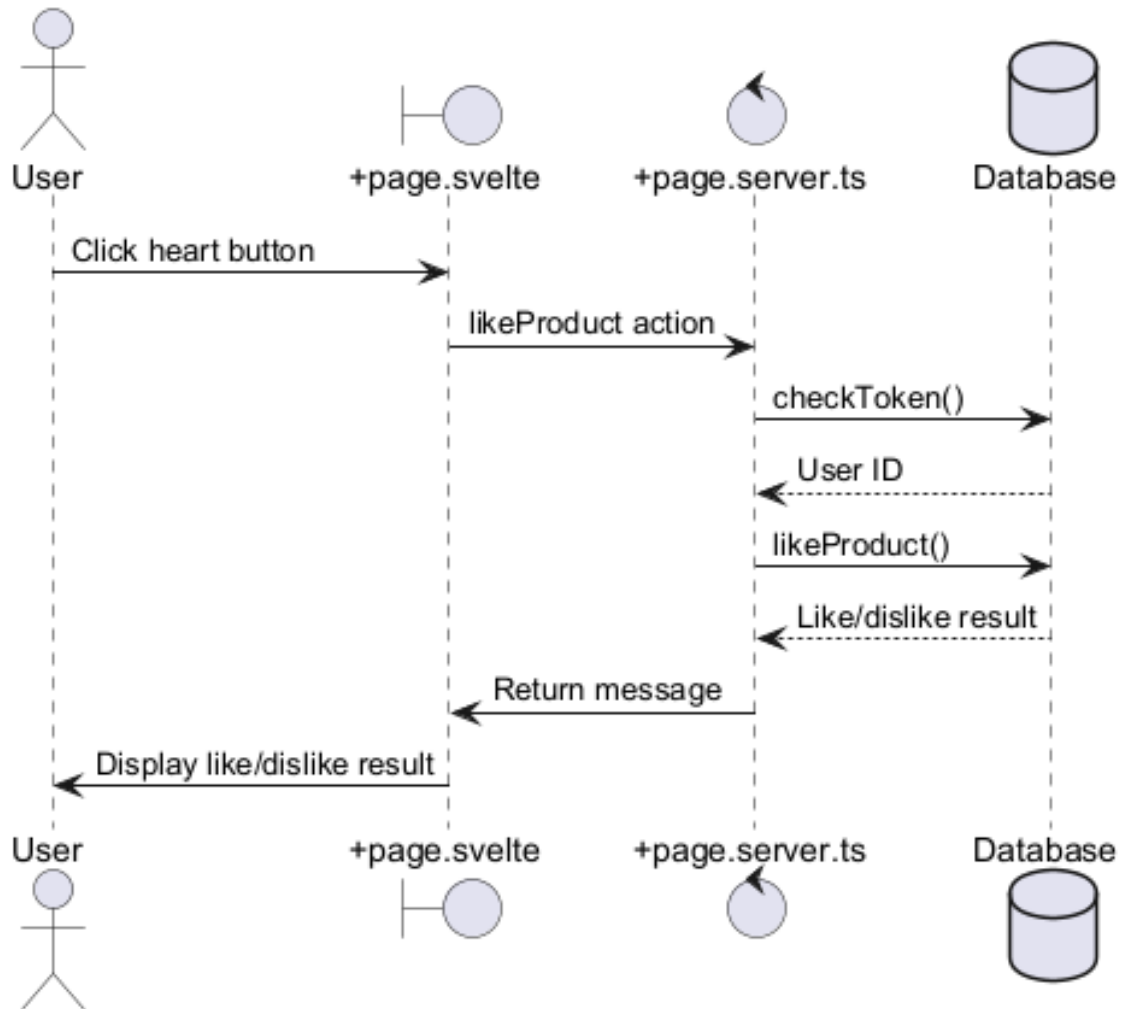 User
+page.svelte
+page.server.ts
Database
Click heart button
likeProduct action
checkToken()
User ID
likeProduct()
Like/dislike result
Return message
Display like/dislike result
User
+page.svelte
+page.server.ts
Database